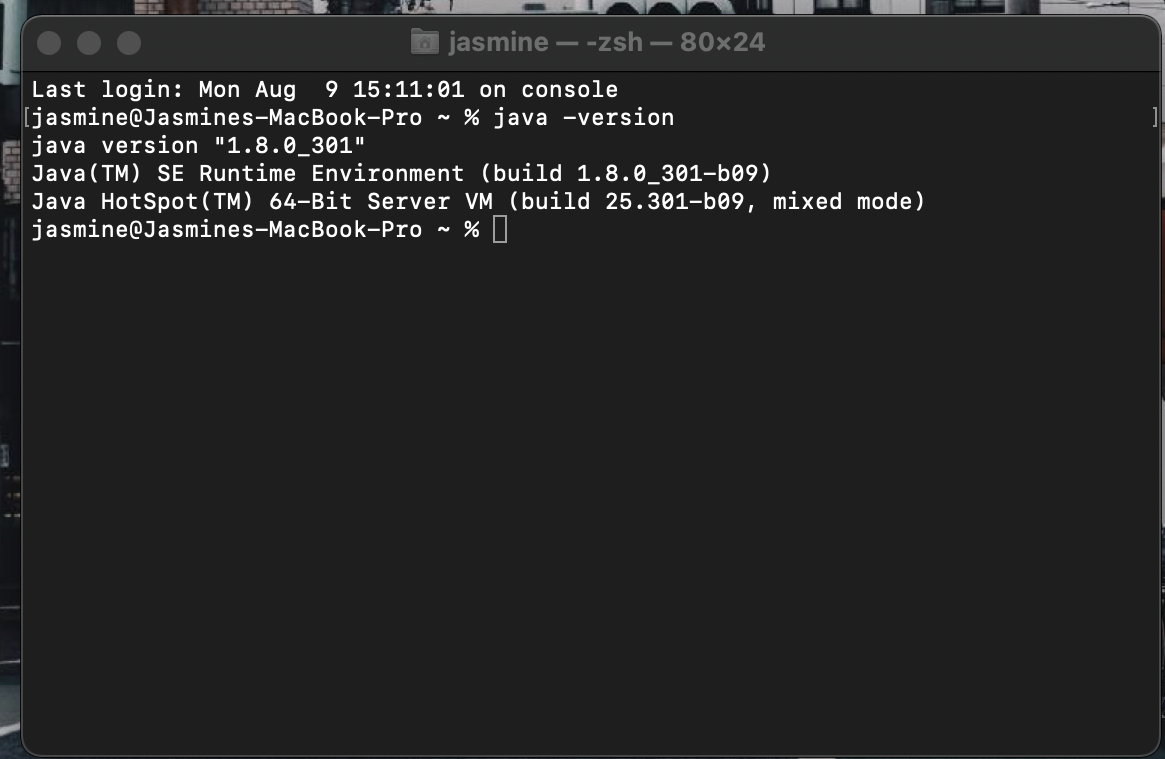 jasmine — -zsh — 80×24
Last login: Mon Aug  9 15:11:01 on console
[jasmine@Jasmines-MacBook-Pro ~ % java -version ]
java version "1.8.0_301"
Java(TM) SE Runtime Environment (build 1.8.0_301-b09)
Java HotSpot(TM) 64-Bit Server VM (build 25.301-b09, mixed mode)
jasmine@Jasmines-MacBook-Pro ~ %